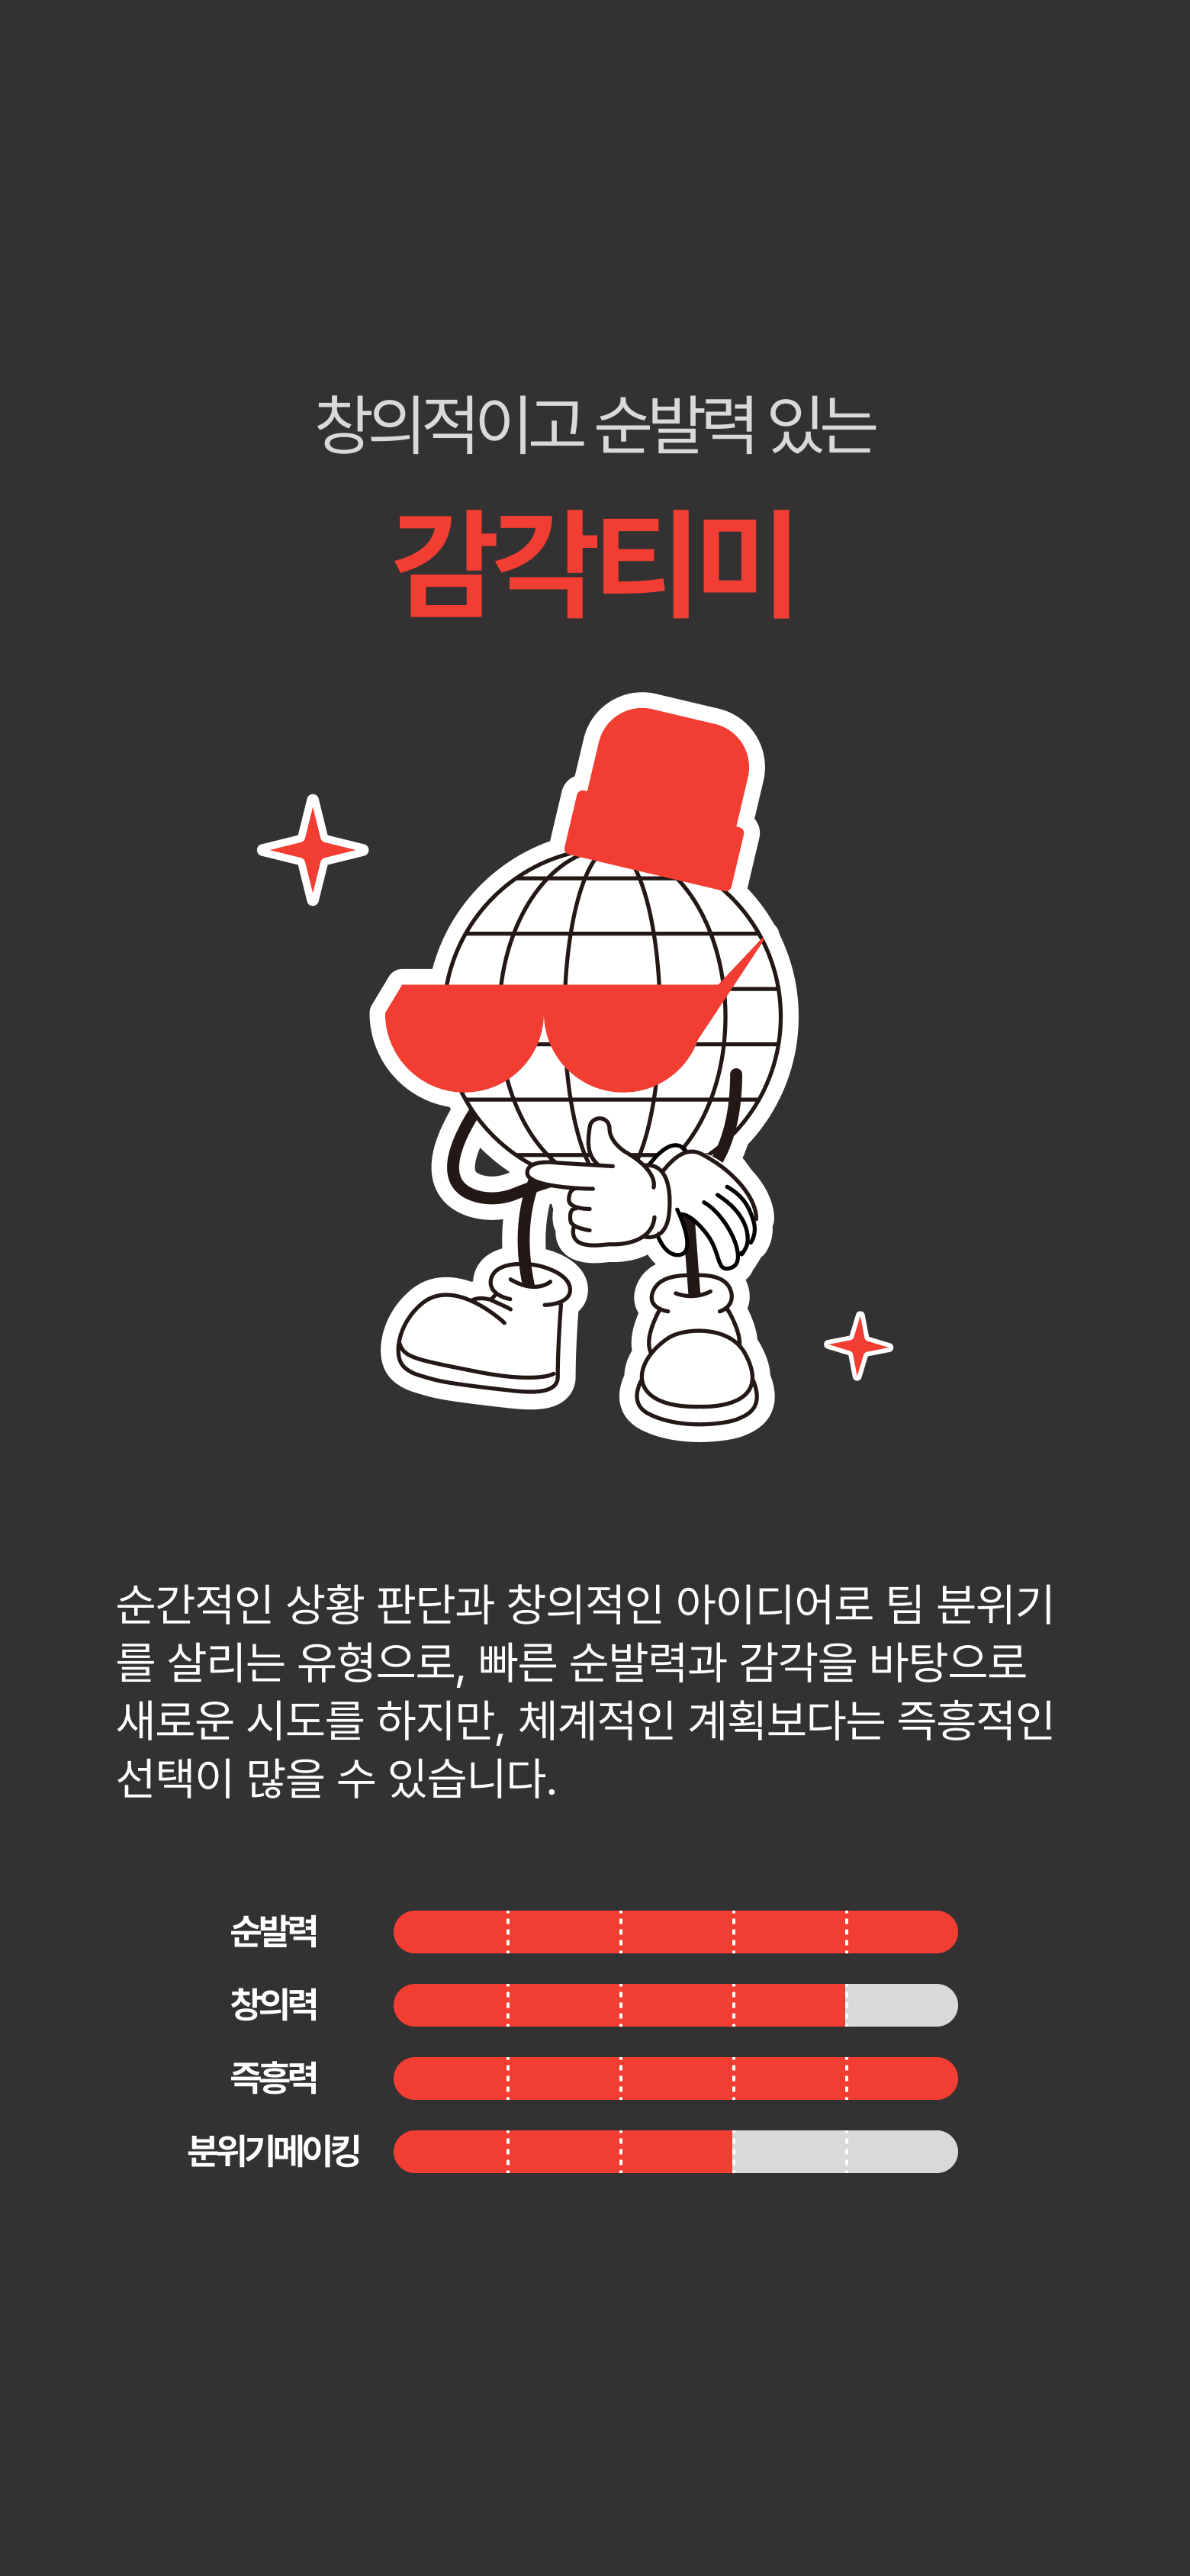 창의적이고 순발력 있는
감각티미
순간적인 상황 판단과 창의적인 아이디어로 팀 분위기
를 살리는 유형으로, 빠른 순발력과 감각을 바탕으로
새로운 시도를 하지만, 체계적인 계획보다는 즉흥적인
선택이 많을 수 있습니다.
순발력
창의력
즉흥력
분위기메이킹